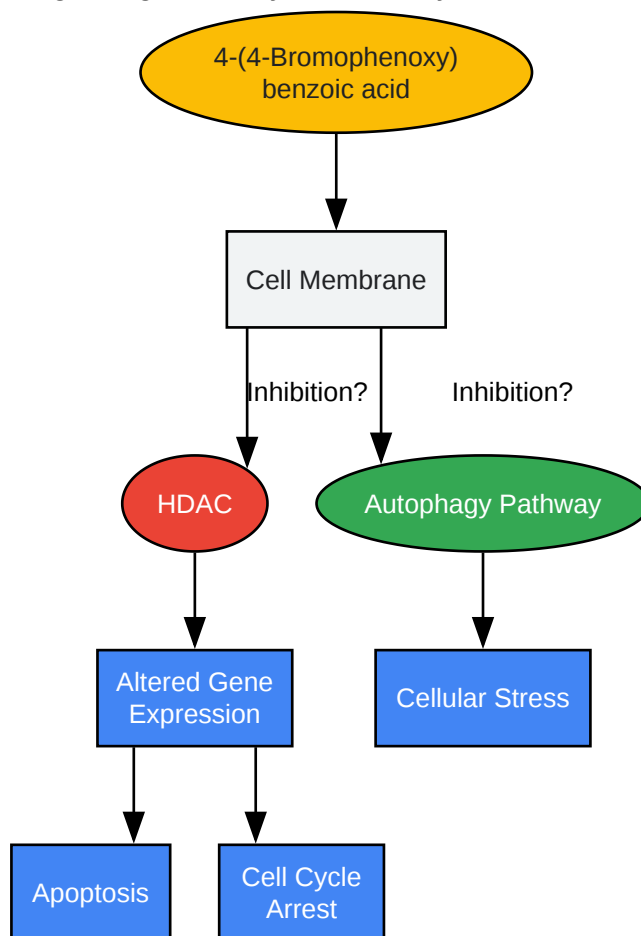 4-(4-Bromophenoxy)
benzoic acid
Cell Membrane
Inhibition?
Inhibition?
HDAC
Autophagy Pathway
Altered Gene
Expression
Cellular Stress
Apoptosis
Cell Cycle
Arrest